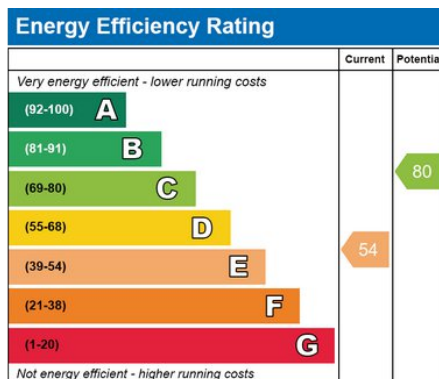 Energy Efficiency Rating
Current Potentia
Very energy efficient - lower running costs
(92-100) A
(81-91) B
(69-80) C
80
(55-68) D
(39-54) E
54
(21-38) F
(1-20) G
Not energy efficient - higher running costs